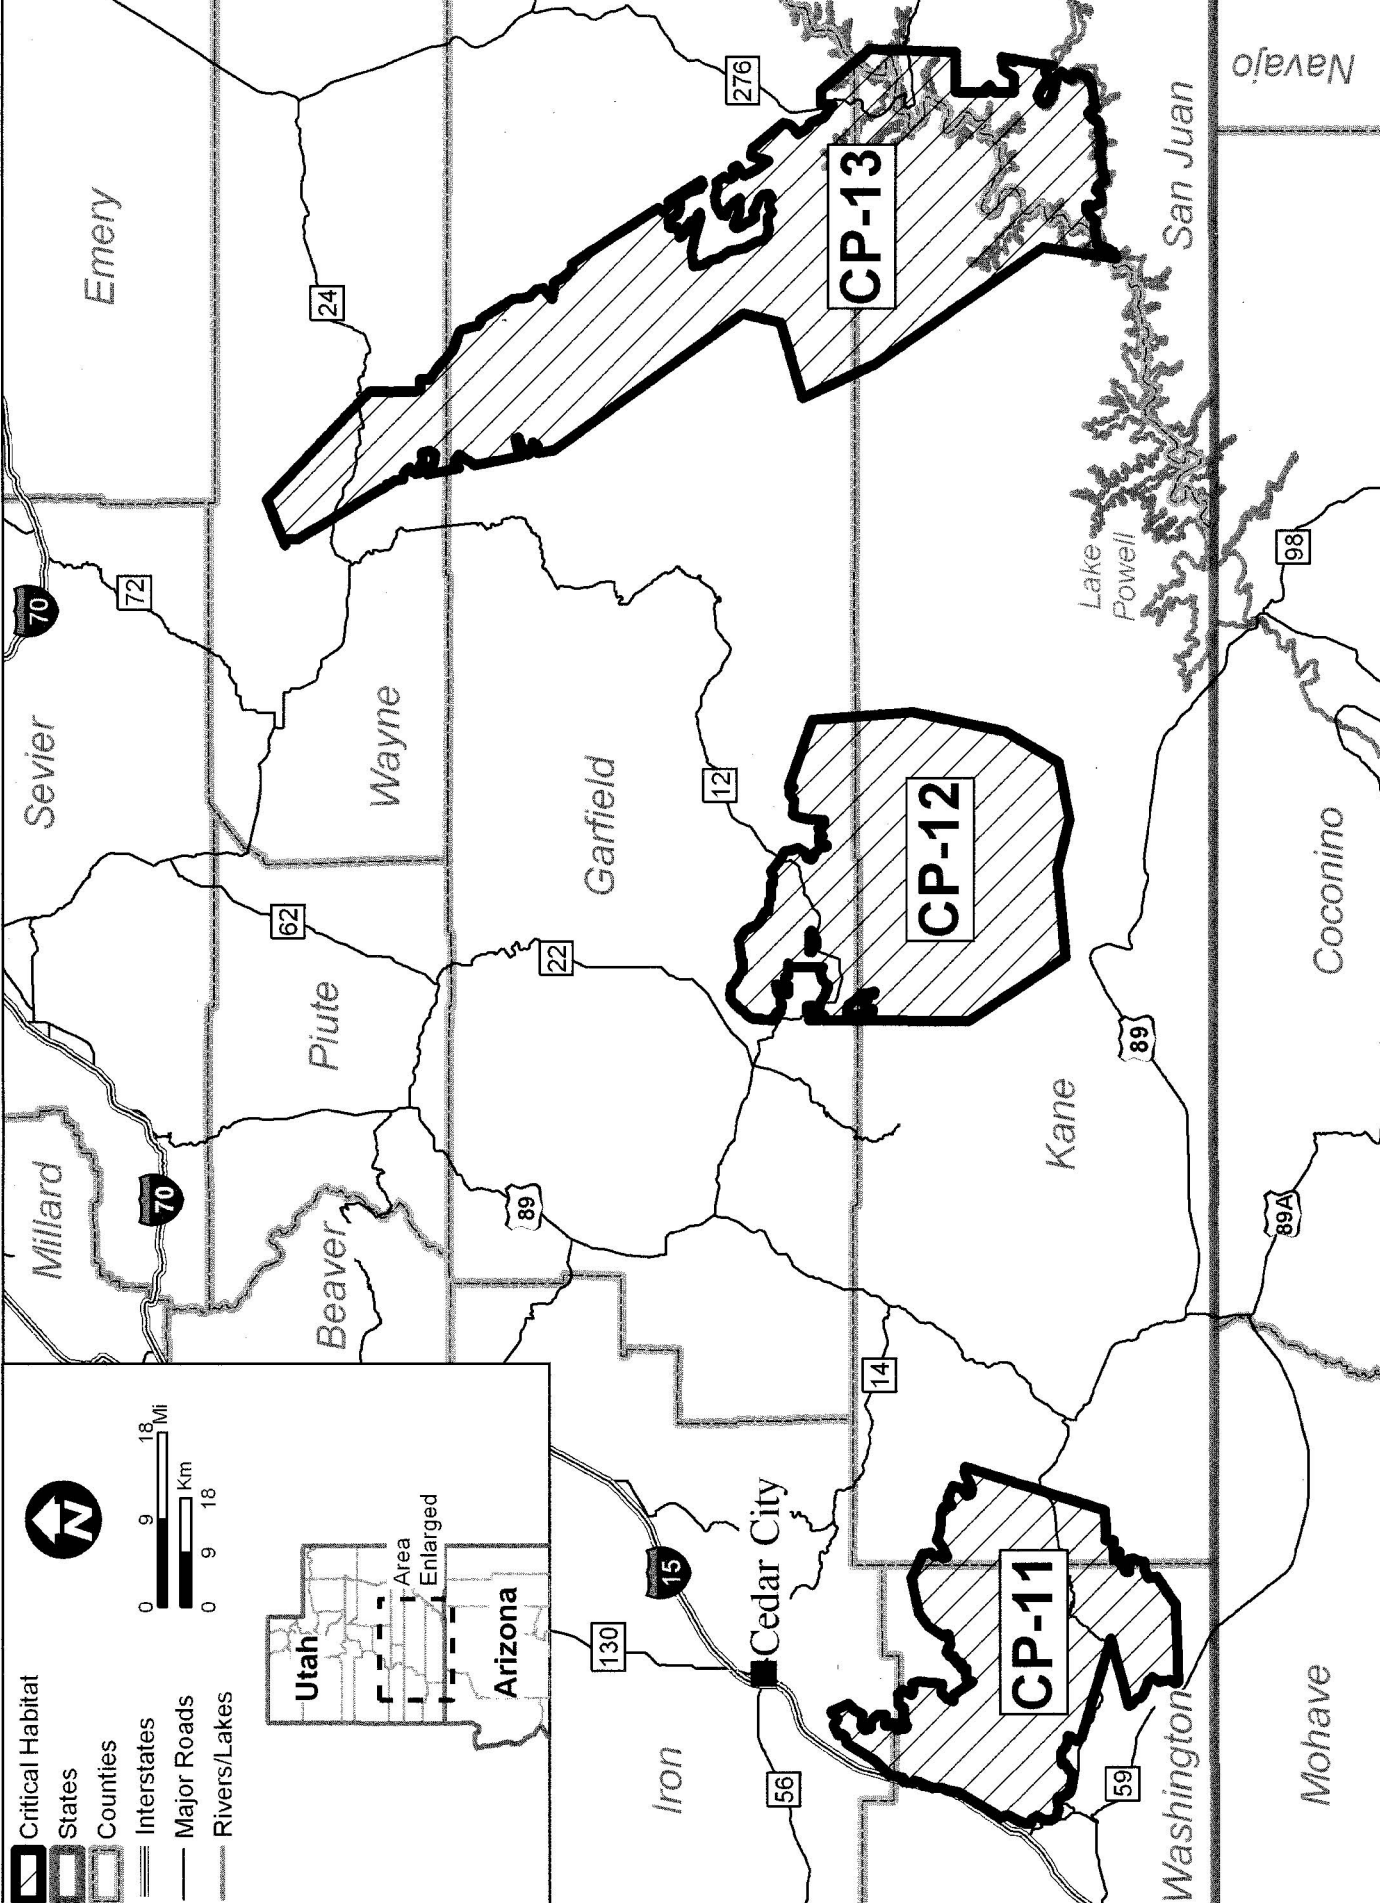 Critical Habitat
States
Counties
Interstates
Major Roads
Rivers/Lakes
N
0 9 18 Mi
Km
0 9 18
Utah
Area
Enlarged
Arizona
Millard
Sevier
Emery
70
70
72
24
Beaver
Piute
Wayne
62
89
22
Garfield
276
12
Iron
130
15
56
Cedar City
14
CP-11
CP-12
CP-13
59
Washington
Kane
89
Lake
Powell
San Juan
Mohave
89A
Coconino
98
Navajo